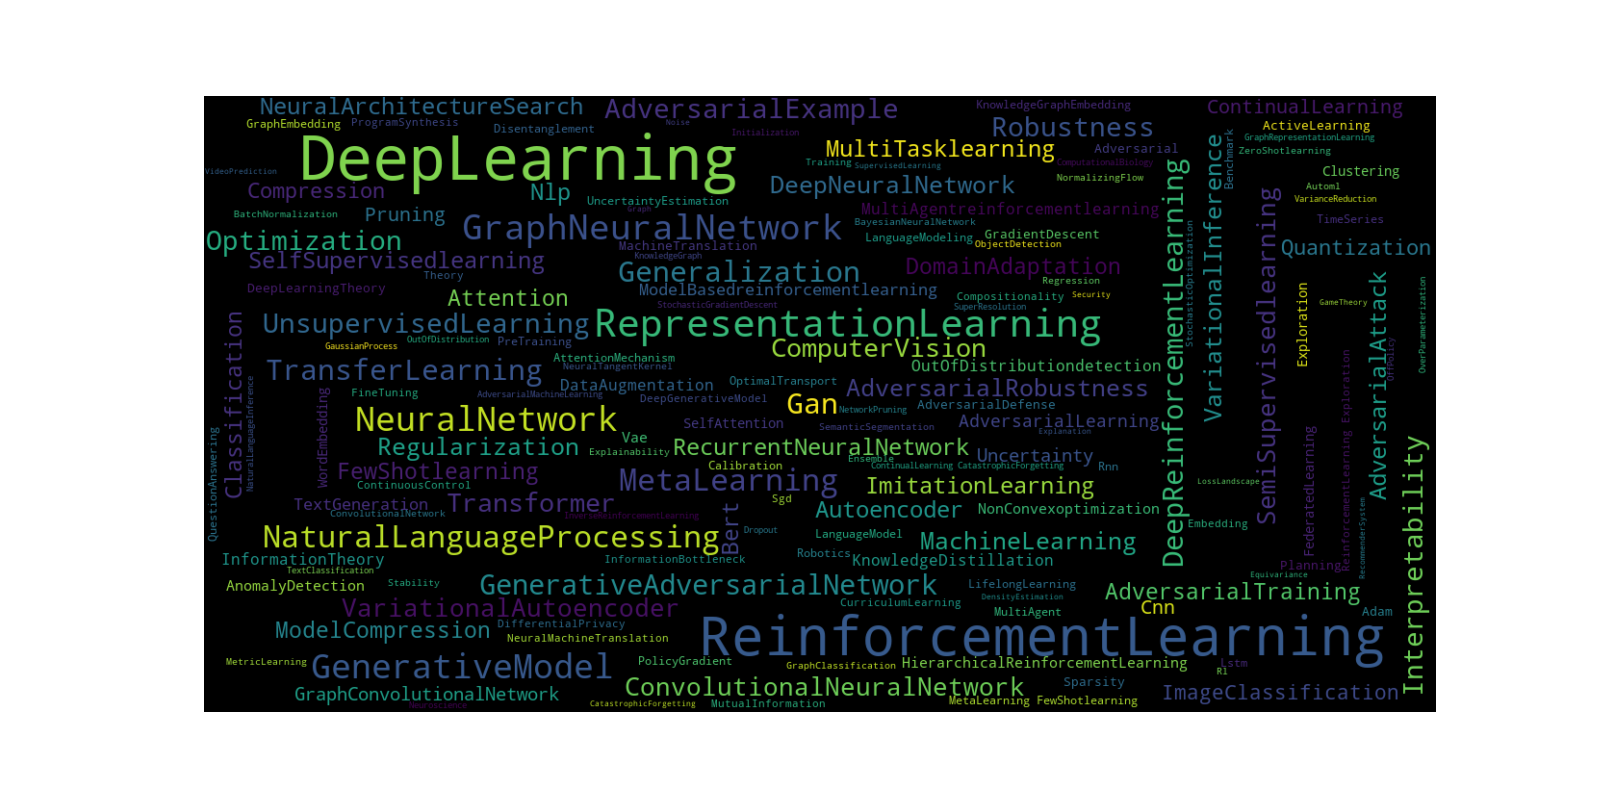 NeuralArchitectureSearch
AdversarialExample
KnowledgeGraphEmbedding
ContinualLearning
GraphEmbedding
ProgramSynthesis
Disentanglement
Noise
Initialization
Robustness
ActiveLearning
GraphRepresentationLearning
DeepLearning
MultiTasklearning
Adversarial
Benchmark
ZeroShotlearning
VideoPrediction
Training
SupervisedLearning
ComputationalBiology
Clustering
Compression
Nlp
UncertaintyEstimation
DeepNeuralNetwork
NormalizingFlow
Automl
VarianceReduction
BatchNormalization
Pruning
Graph
MultiAgentreinforcementlearning
TimeSeries
GraphNeuralNetwork
BayesianNeuralNetwork
Optimization
MachineTranslation
LanguageModeling
GradientDescent
ObjectDetection
Quantization
SelfSupervisedlearning
KnowledgeGraph
DomainAdaptation
Theory
Generalization
Regression
DeepLearningTheory
Attention
ModelBasedreinforcementlearning
Compositionality
Security
StochasticGradientDescent
SuperResolution
GameTheory
DeepReinforcementLearning
StochasticOptimization
VariationalInference
SemiSupervisedlearning
Exploration
AdversarialAttack
OverParameterization
OffPolicy
UnsupervisedLearning
RepresentationLearning
GaussianProcess
OutOfDistribution
PreTraining
ComputerVision
Classification
NaturalLanguageInference
TransferLearning
AttentionMechanism
NeuralTangentKernel
OutOfDistributiondetection
FineTuning
AdversarialMachineLearning
DataAugmentation
OptimalTransport
AdversarialRobustness
WordEmbedding
DeepGenerativeModel
Gan
NetworkPruning
AdversarialDefense
NeuralNetwork
SelfAttention
SemanticSegmentation
AdversarialLearning
Explanation
QuestionAnswering
Regularization
Vae
Explainability
RecurrentNeuralNetwork
Ensemble
Uncertainty
FewShotlearning
Calibration
ContinualLearning CatastrophicForgetting
Rnn
ContinuousControl
MetaLearning
ImitationLearning
LossLandscape
FederatedLearning
ReinforcementLearning Exploration
RecommenderSystem
Interpretability
TextGeneration
Transformer
Sgd
ConvolutionalNetwork
InverseReinforcementLearning
Bert
Autoencoder
NonConvexoptimization
Embedding
NaturalLanguageProcessing
Dropout
LanguageModel
MachineLearning
InformationTheory
InformationBottleneck
Robotics
KnowledgeDistillation
Planning
TextClassification
Equivariance
AnomalyDetection
Stability
GenerativeAdversarialNetwork
LifelongLearning
AdversarialTraining
DensityEstimation
VariationalAutoencoder
CurriculumLearning
MultiAgent
Cnn
Adam
ModelCompression
DifferentialPrivacy
NeuralMachineTranslation
ReinforcementLearning
MetricLearning
GenerativeModel
PolicyGradient
GraphClassification
HierarchicalReinforcementLearning
Lstm
Rl
GraphConvolutionalNetwork
ConvolutionalNeuralNetwork
Sparsity
ImageClassification
Neuroscience
CatastrophicForgetting
MutualInformation
MetaLearning FewShotlearning